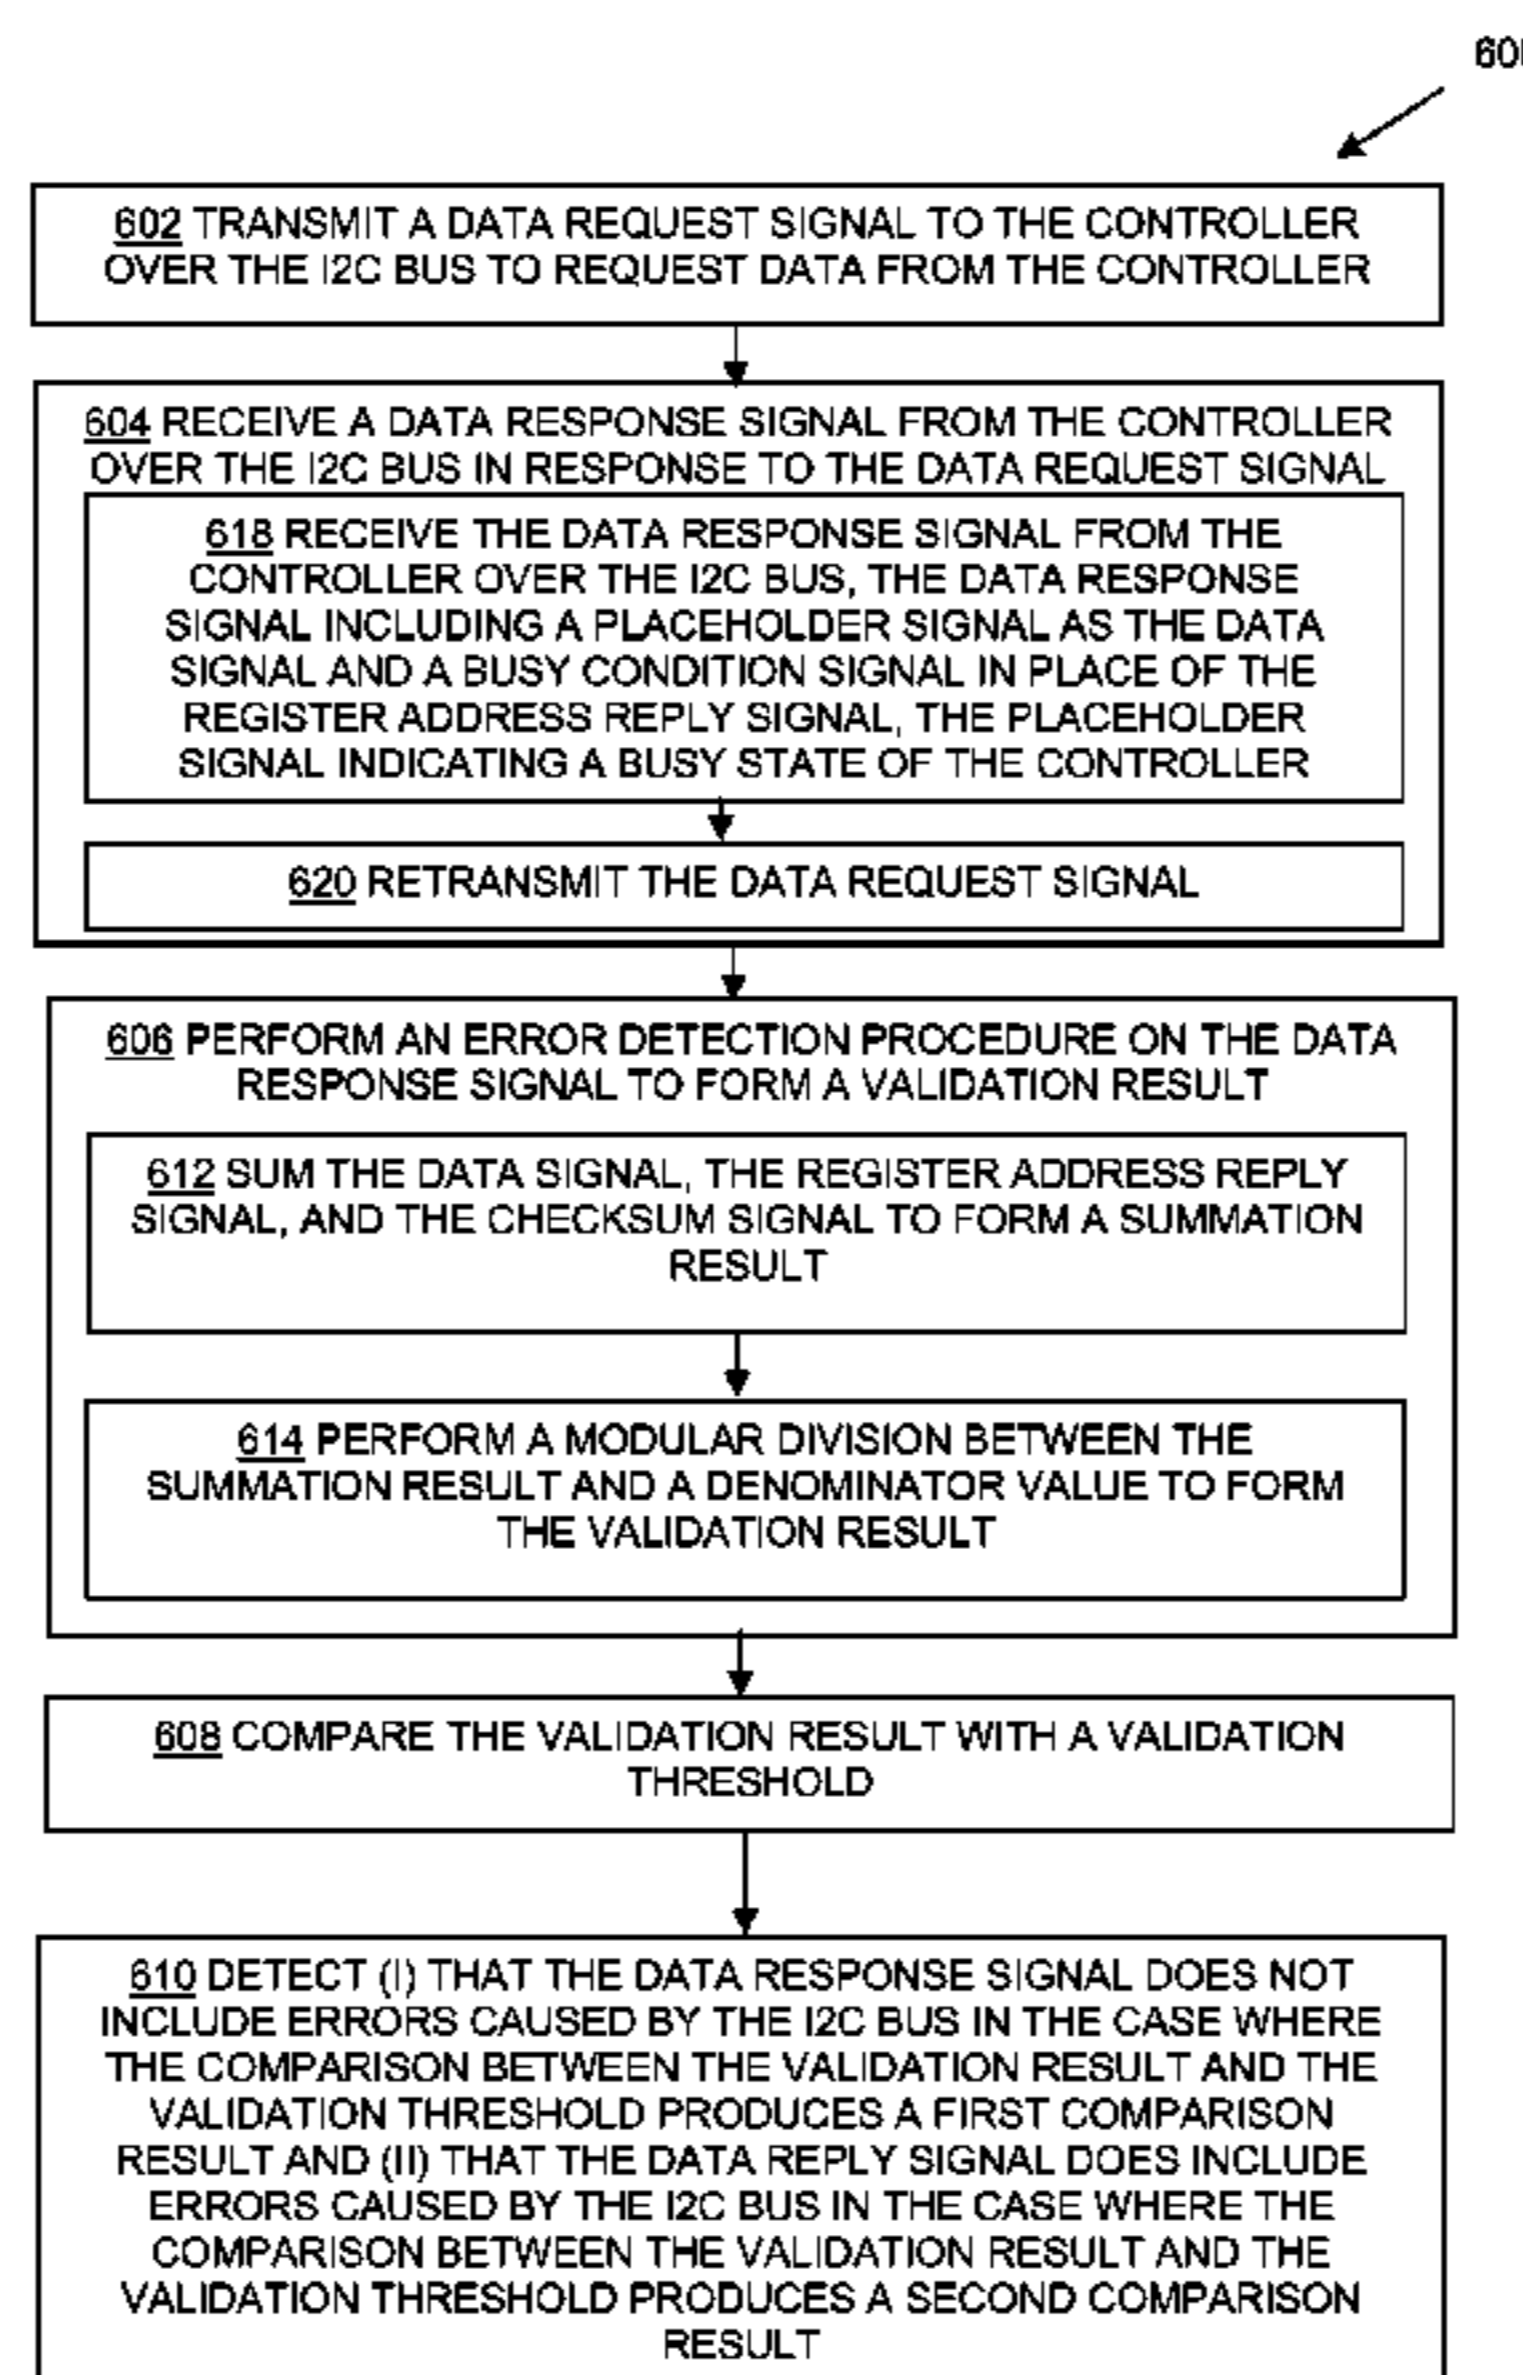 602 TRANSMIT A DATA REQUEST SIGNAL TO THE CONTROLLER
OVER THE I2C BUS TO REQUEST DATA FROM THE CONTROLLER
604 RECEIVE A DATA RESPONSE SIGNAL FROM THE CONTROLLER
OVER THE I2C BUS IN RESPONSE TO THE DATA REQUEST SIGNAL
618 RECEIVE THE DATA RESPONSE SIGNAL FROM THE
CONTROLLER OVER THE I2C BUS, THE DATA RESPONSE
SIGNAL INCLUDING A PLACEHOLDER SIGNAL AS THE DATA
SIGNAL AND A BUSY CONDITION SIGNAL IN PLACE OF THE
REGISTER ADDRESS REPLY SIGNAL, THE PLACEHOLDER
SIGNAL INDICATING A BUSY STATE OF THE CONTROLLER
620 RETRANSMIT THE DATA REQUEST SIGNAL
606 PERFORM AN ERROR DETECTION PROCEDURE ON THE DATA
RESPONSE SIGNAL TO FORM A VALIDATION RESULT
612 SUM THE DATA SIGNAL, THE REGISTER ADDRESS REPLY
SIGNAL, AND THE CHECKSUM SIGNAL TO FORM A SUMMATION
RESULT
614 PERFORM A MODULAR DIVISION BETWEEN THE
SUMMATION RESULT AND A DENOMINATOR VALUE TO FORM
THE VALIDATION RESULT
608 COMPARE THE VALIDATION RESULT WITH A VALIDATION
THRESHOLD
610 DETECT (I) THAT THE DATA RESPONSE SIGNAL DOES NOT
INCLUDE ERRORS CAUSED BY THE I2C BUS IN THE CASE WHERE
THE COMPARISON BETWEEN THE VALIDATION RESULT AND THE
VALIDATION THRESHOLD PRODUCES A FIRST COMPARISON
RESULT AND (II) THAT THE DATA REPLY SIGNAL DOES INCLUDE
ERRORS CAUSED BY THE I2C BUS IN THE CASE WHERE THE
COMPARISON BETWEEN THE VALIDATION RESULT AND THE
VALIDATION THRESHOLD PRODUCES A SECOND COMPARISON
RESULT